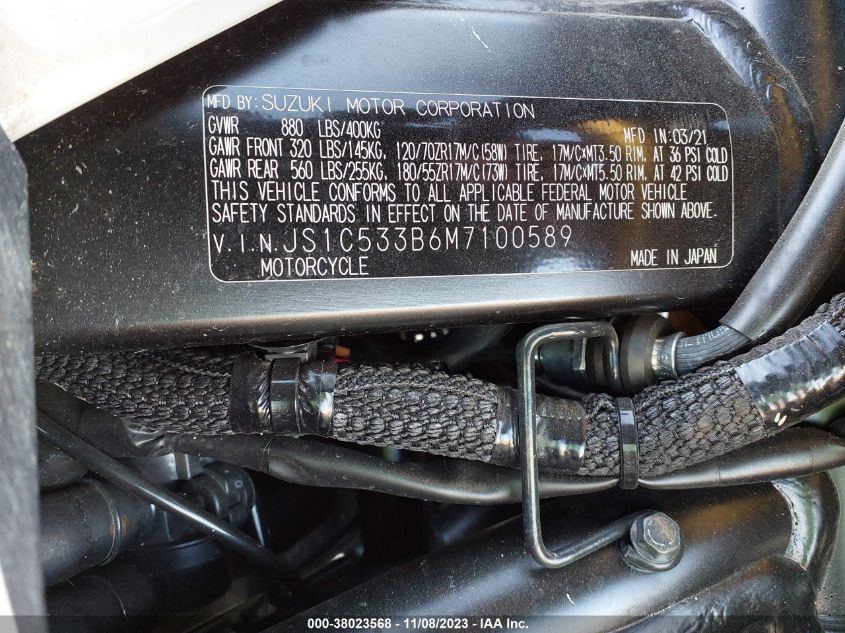 MFD BY: SUZUKI MOTOR CORPORATION
GVWR 880 LBS/400KG MFD IN: 03/21
GAWR FRONT 320 LBS/145KG, 120/70ZR17M/C(58W) TIRE, 17M/C×MT3.50 RIM, AT 36 PSI COLD
GAWR REAR 560 LBS/255KG, 180/55ZR17M/C(73W) TIRE, 17M/C×MT5.50 RIM, AT 42 PSI COLD
THIS VEHICLE CONFORMS TO ALL APPLICABLE FEDERAL MOTOR VEHICLE
SAFETY STANDARDS IN EFFECT ON THE DATE OF MANUFACTURE SHOWN ABOVE.
V.I.N. JS1C533B6M7100589
MOTORCYCLE MADE IN JAPAN
000-38023568 - 11/08/2023 - IAA Inc.